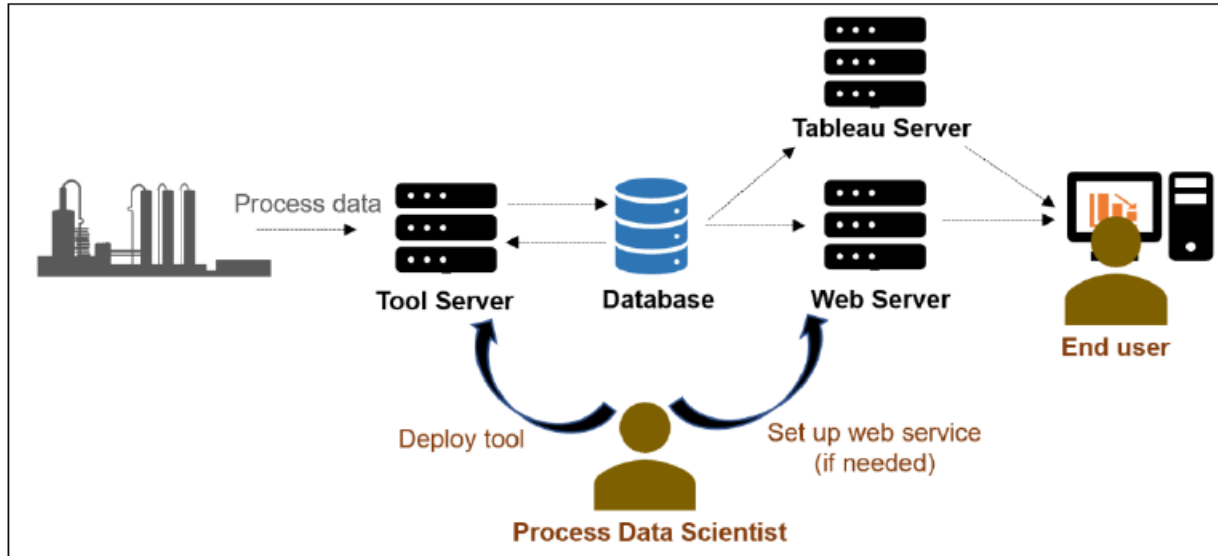 Tableau Server
Process data
Tool Server
Database
Web Server
End user
Deploy tool
Set up web service
(if needed)
Process Data Scientist